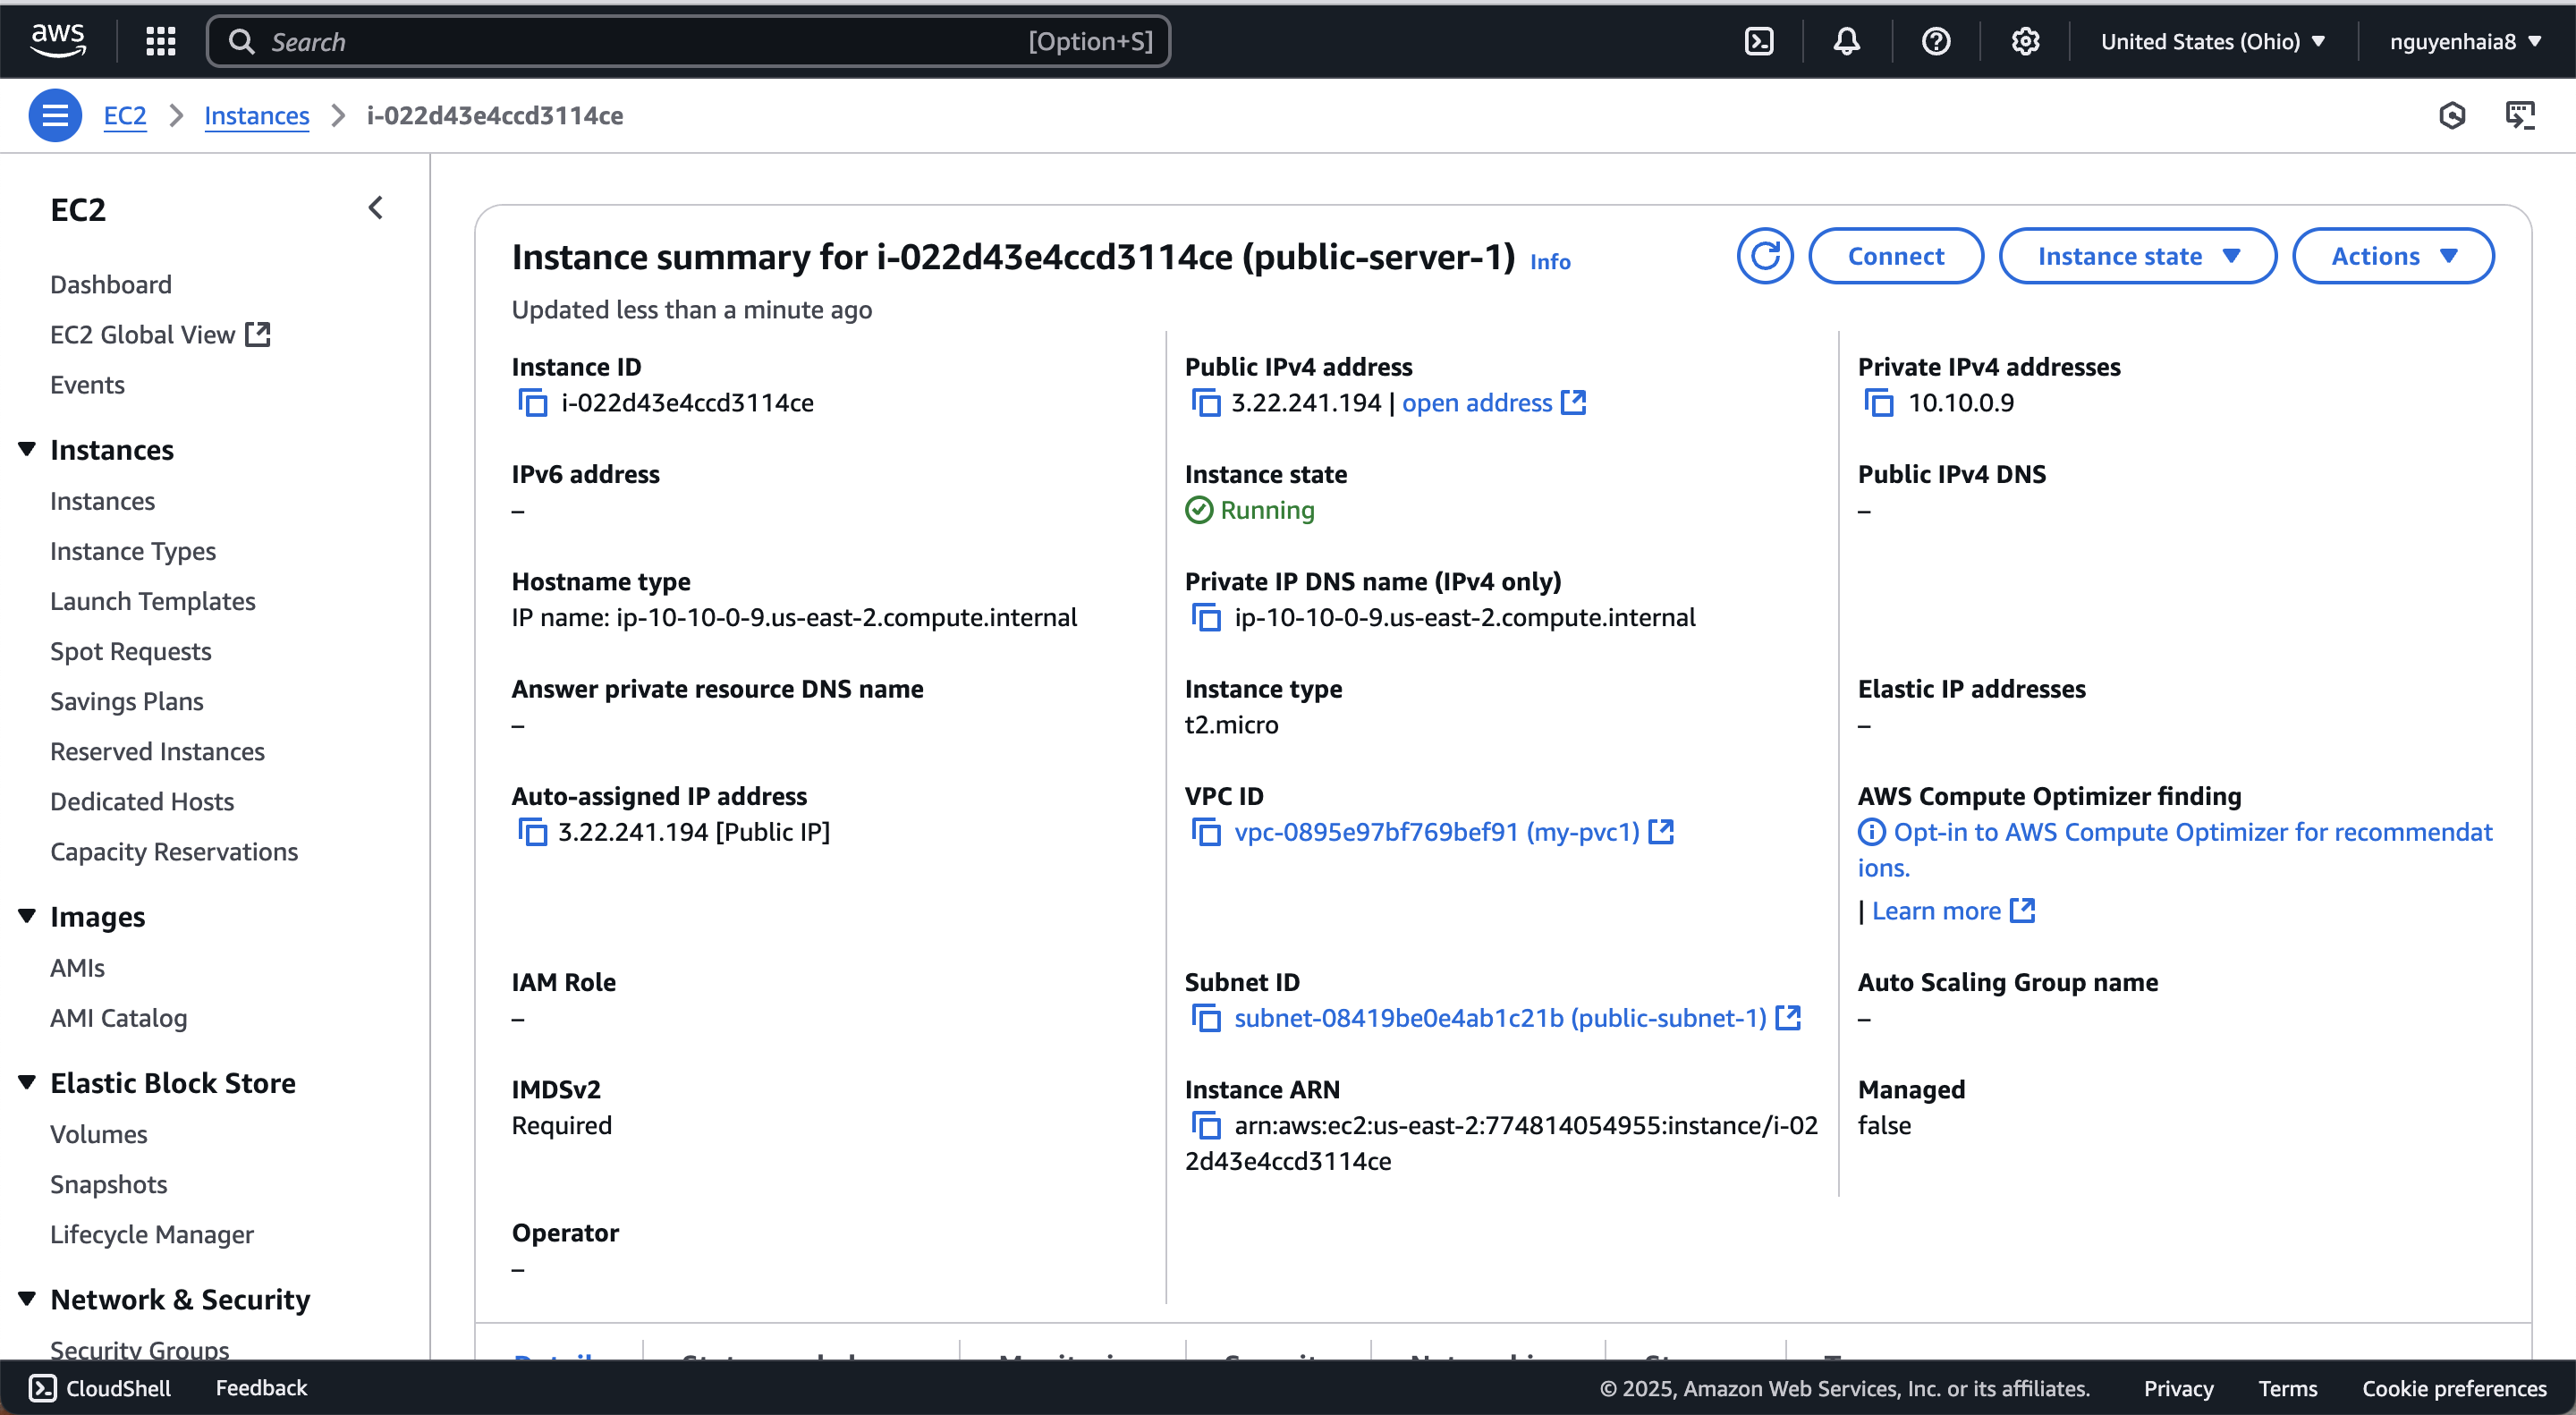 aws
Search [Option+S]
United States (Ohio)
nguyenhaia8
EC2
Instances
i-022d43e4ccd3114ce
EC2
Dashboard
EC2 Global View
Events
Instances
Instances
Instance Types
Launch Templates
Spot Requests
Savings Plans
Reserved Instances
Dedicated Hosts
Capacity Reservations
Images
AMIs
AMI Catalog
Elastic Block Store
Volumes
Snapshots
Lifecycle Manager
Network & Security
Security Groups
Instance summary for i-022d43e4ccd3114ce (public-server-1) Info
Updated less than a minute ago
Connect
Instance state
Actions
Instance ID
i-022d43e4ccd3114ce
Public IPv4 address
3.22.241.194 | open address
Private IPv4 addresses
10.10.0.9
IPv6 address
–
Instance state
Running
Public IPv4 DNS
–
Hostname type
IP name: ip-10-10-0-9.us-east-2.compute.internal
Private IP DNS name (IPv4 only)
ip-10-10-0-9.us-east-2.compute.internal
Answer private resource DNS name
–
Instance type
t2.micro
Elastic IP addresses
–
Auto-assigned IP address
3.22.241.194 [Public IP]
VPC ID
vpc-0895e97bf769bef91 (my-pvc1)
AWS Compute Optimizer finding
Opt-in to AWS Compute Optimizer for recommendat
ions.
| Learn more
IAM Role
–
Subnet ID
subnet-08419be0e4ab1c21b (public-subnet-1)
Auto Scaling Group name
–
IMDSv2
Required
Instance ARN
arn:aws:ec2:us-east-2:774814054955:instance/i-02
2d43e4ccd3114ce
Managed
false
Operator
–
CloudShell
Feedback
© 2025, Amazon Web Services, Inc. or its affiliates.
Privacy
Terms
Cookie preferences